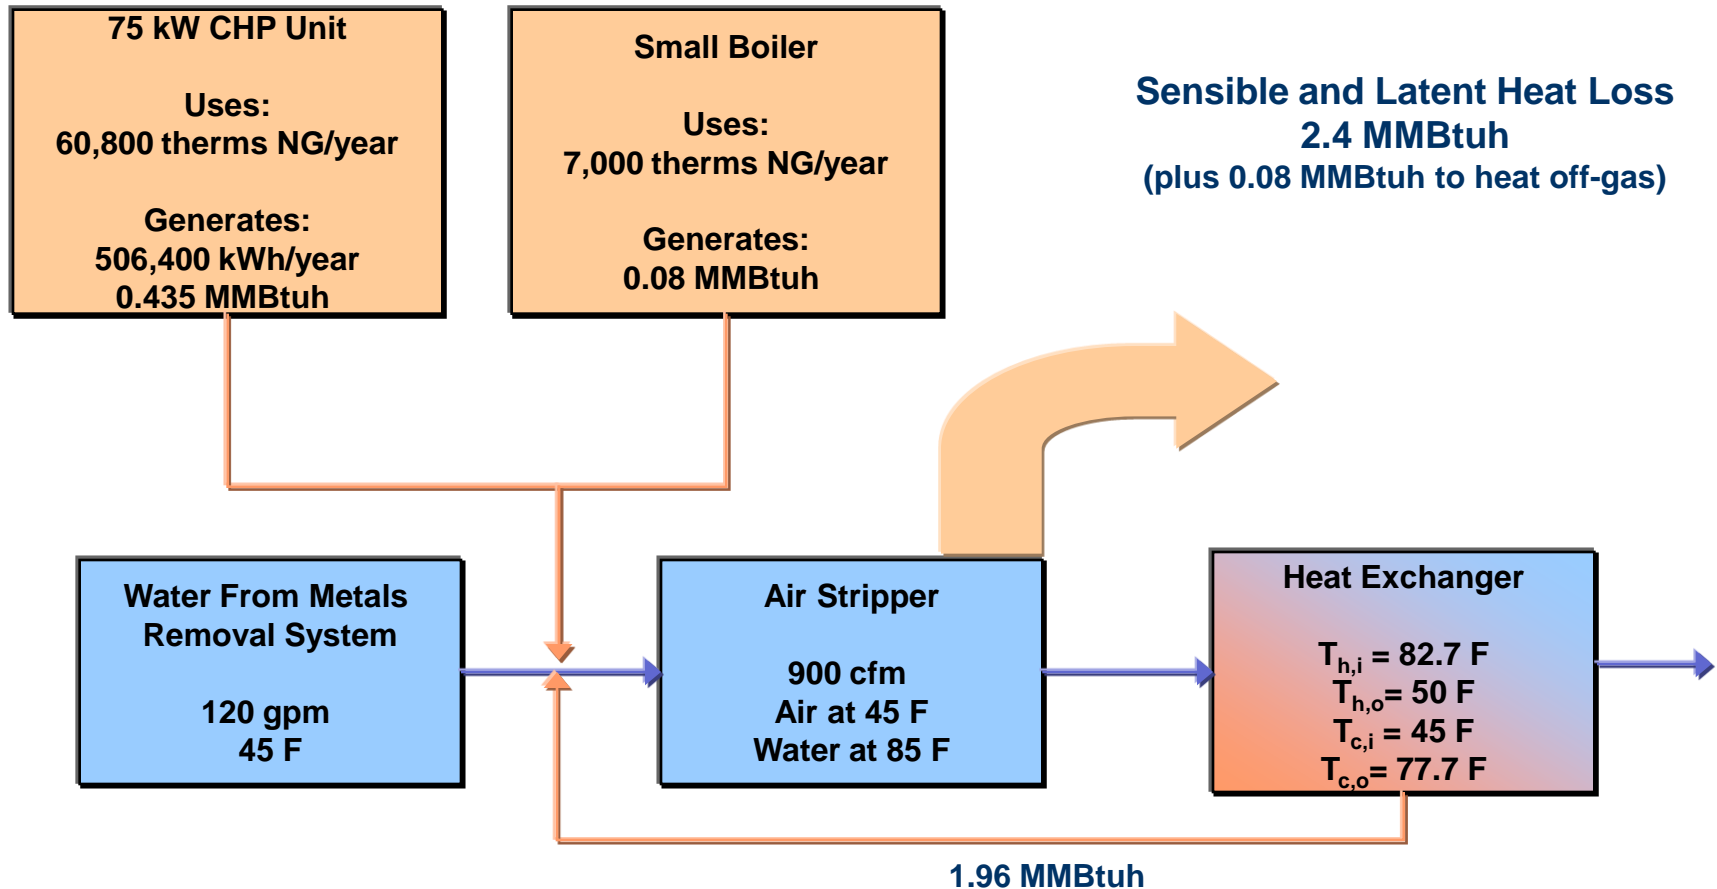 75 kW CHP Unit
Uses:
60,800 therms NG/year
Generates:
506,400 kWh/year
0.435 MMBtuh
Small Boiler
Uses:
7,000 therms NG/year
Generates:
0.08 MMBtuh
Sensible and Latent Heat Loss
2.4 MMBtuh
(plus 0.08 MMBtuh to heat off-gas)
Water From Metals
Removal System
120 gpm
45 F
Air Stripper
900 cfm
Air at 45 F
Water at 85 F
Heat Exchanger
Th,i = 82.7 F
Th,o= 50 F
Tc,i = 45 F
Tc,o= 77.7 F
1.96 MMBtuh